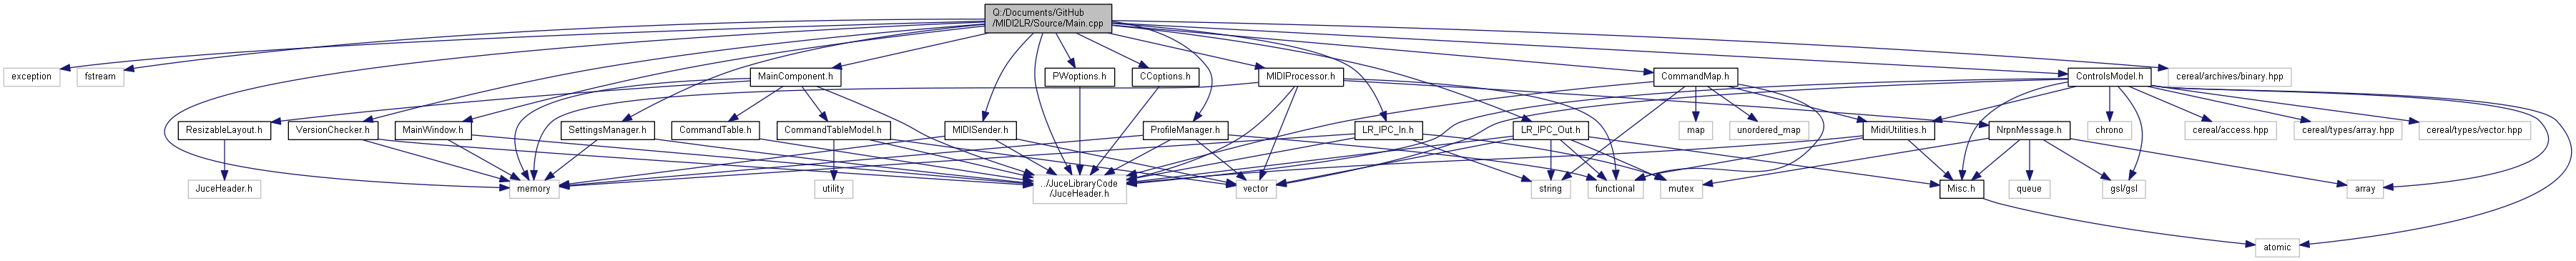 Q:/Documents/GitHub
/MIDI2LR/Source/Main.cpp
exception
fstream
MainComponent.h
PWoptions.h
CCoptions.h
MIDIProcessor.h
CommandMap.h
ControlsModel.h
cereal/archives/binary.hpp
ResizableLayout.h
VersionChecker.h
MainWindow.h
SettingsManager.h
CommandTable.h
CommandTableModel.h
MIDISender.h
ProfileManager.h
LR_IPC_In.h
LR_IPC_Out.h
map
unordered_map
MidiUtilities.h
NrpnMessage.h
chrono
cereal/access.hpp
cereal/types/array.hpp
cereal/types/vector.hpp
JuceHeader.h
memory
utility
../JuceLibraryCode
/JuceHeader.h
vector
string
functional
mutex
Misc.h
queue
gsl/gsl
array
atomic